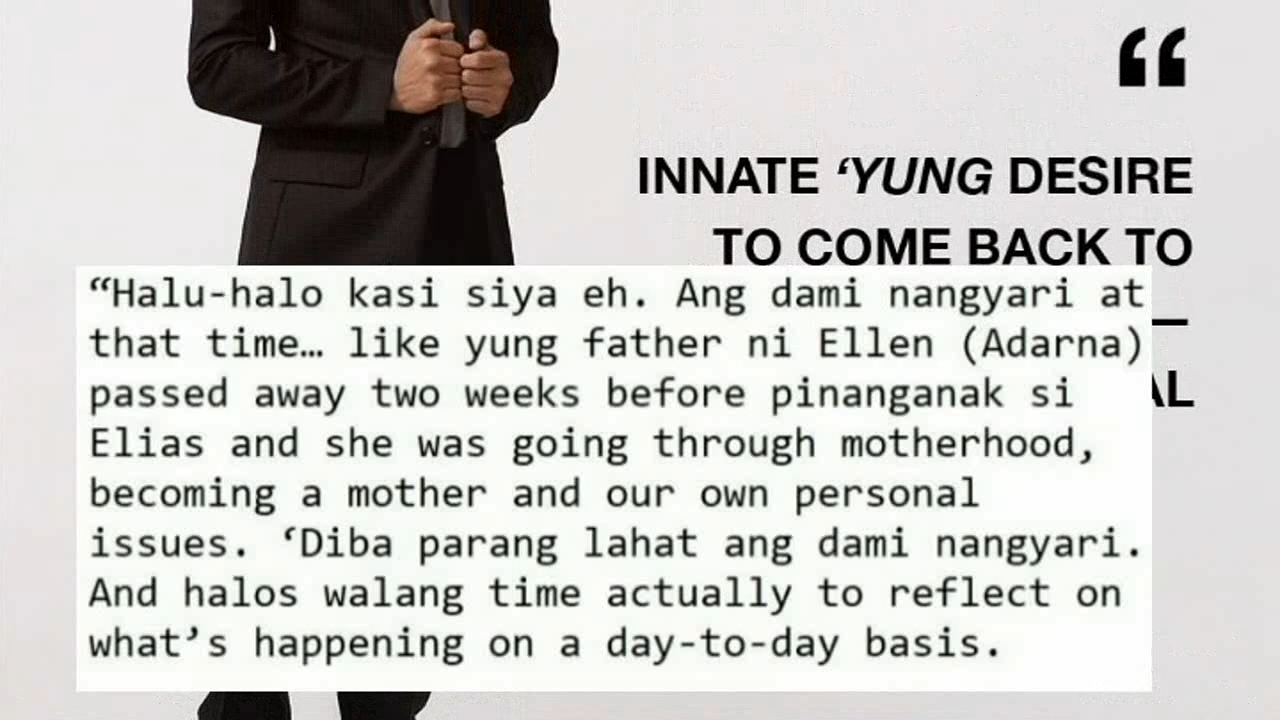 “
INNATE ‘YUNG DESIRE
TO COME BACK TO
“Halu-halo kasi siya eh. Ang dami nangyari at
that time… like yung father ni Ellen (Adarna)
passed away two weeks before pinanganak si
Elias and she was going through motherhood,
becoming a mother and our own personal
issues. ‘Diba parang lahat ang dami nangyari.
And halos walang time actually to reflect on
what’s happening on a day-to-day basis.